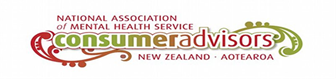 NATIONAL ASSOCIATION
OF MENTAL HEALTH SERVICE
consumeradvisors
NEW ZEALAND · AOTEAROA